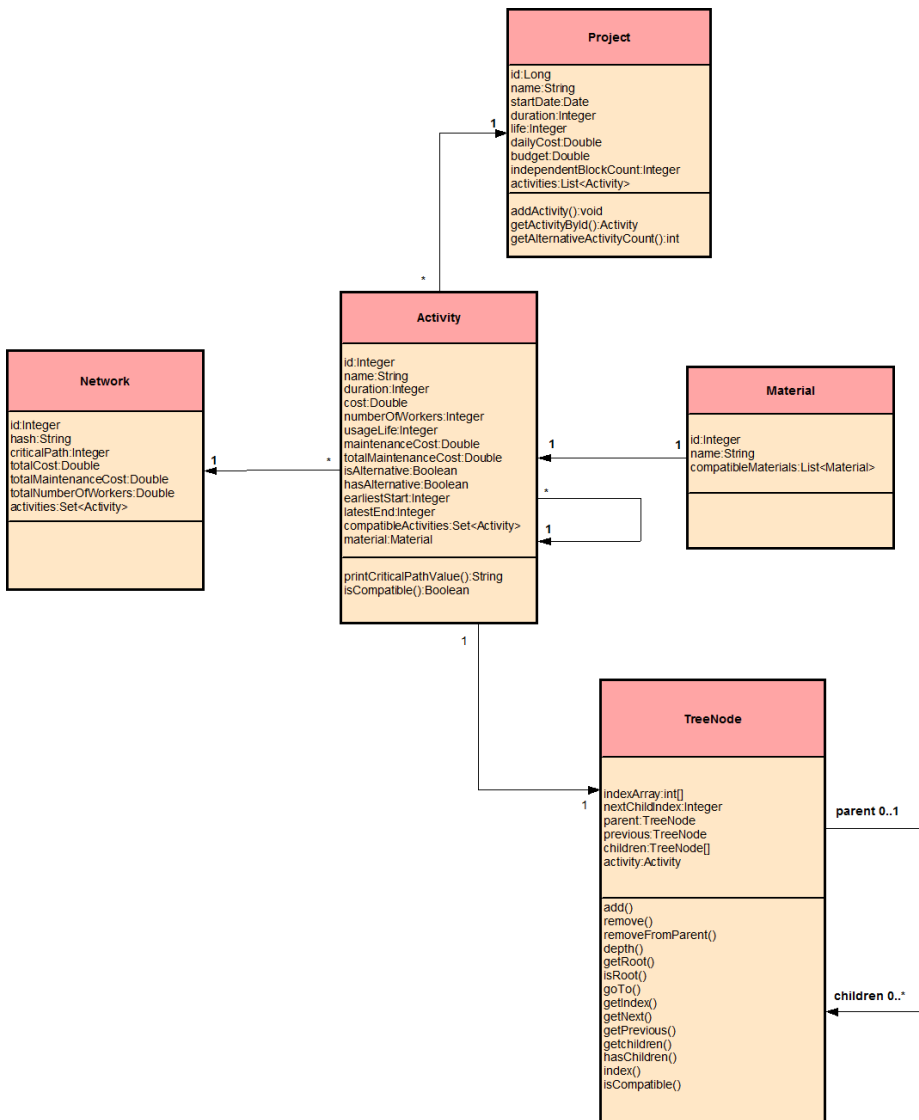 Project
id:Long
name:String
startDate:Date
duration:Integer
life:Integer
dailyCost:Double
budget:Double
independentBlockCount:Integer
activities:List<Activity>
addActivity():void
getActivityById():Activity
getAlternativeActivityCount():int
1
*
Activity
id:Integer
name:String
duration:Integer
cost:Double
numberOfWorkers:Integer
usageLife:Integer
maintenanceCost:Double
totalMaintenanceCost:Double
isAlternative:Boolean
hasAlternative:Boolean
earliestStart:Integer
latestEnd:Integer
compatibleActivities:Set<Activity>
material:Material
printCriticalPathValue():String
isCompatible():Boolean
Network
id:Integer
hash:String
criticalPath:Integer
totalCost:Double
totalMaintenanceCost:Double
totalNumberOfWorkers:Double
activities:Set<Activity>
1
*
Material
id:Integer
name:String
compatibleMaterials:List<Material>
1
1
*
1
1
1
TreeNode
indexArray:int[]
nextChildIndex:Integer
parent:TreeNode
previous:TreeNode
children:TreeNode[]
activity:Activity
add()
remove()
removeFromParent()
depth()
getRoot()
isRoot()
goTo()
getIndex()
getNext()
getPrevious()
getchildren()
hasChildren()
index()
isCompatible()
parent 0..1
children 0..*